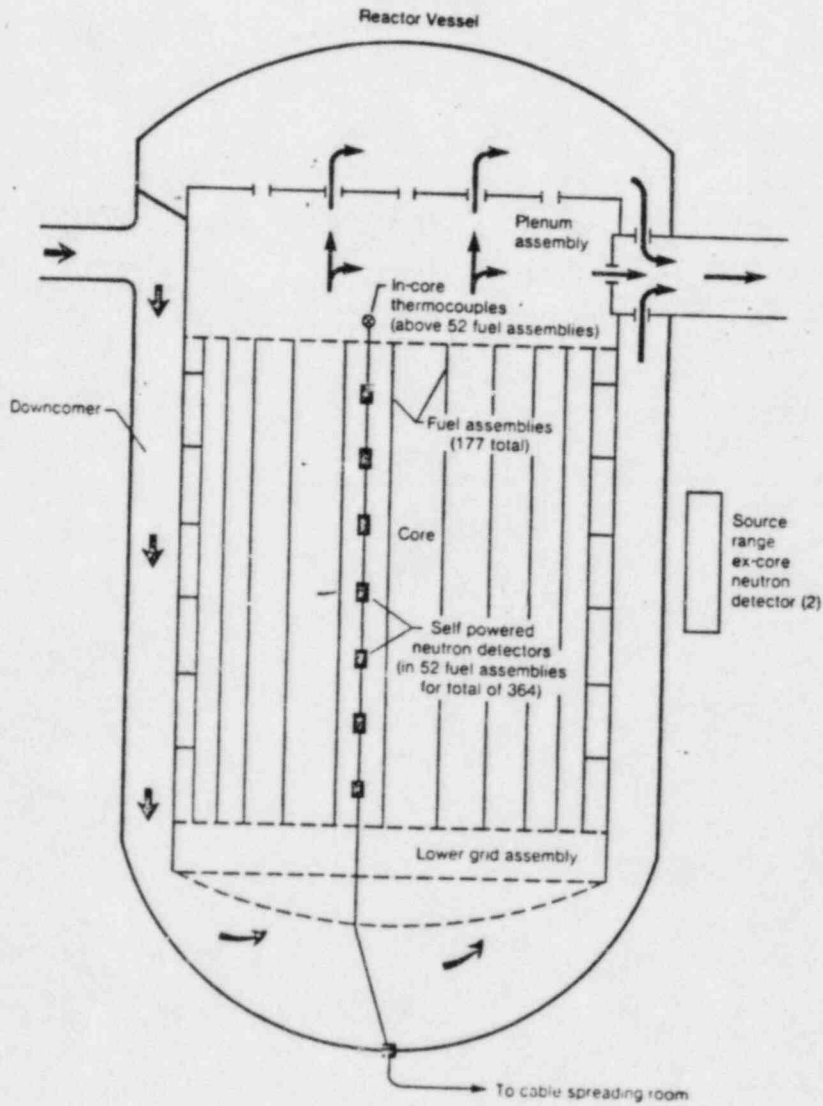 Reactor Vessel
Plenum
assembly
In-core
thermocouples
(above 52 fuel assemblies)
Downcomer
Fuel assemblies
(177 total)
Core
Source
range
ex-core
neutron
detector (2)
Self powered
neutron detectors
(in 52 fuel assemblies
for total of 364)
Lower grid assembly
To cable spreading room